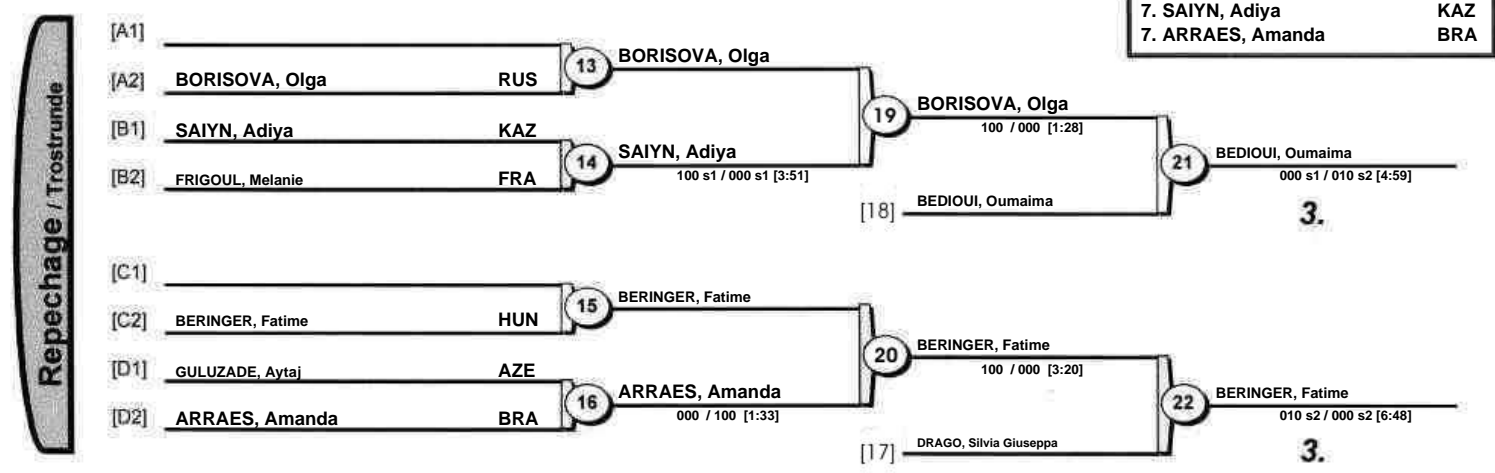 7. SAIYN, Adiya KAZ
7. ARRAES, Amanda BRA
Repechage / Trostrunde
[A1]
[A2] BORISOVA, Olga RUS
13 BORISOVA, Olga
[B1] SAIYN, Adiya KAZ
[B2] FRIGOUL, Melanie FRA
14 SAIYN, Adiya
100 s1 / 000 s1 [3:51]
19 BORISOVA, Olga
100 / 000 [1:28]
[18] BEDIOUI, Oumaima
21 BEDIOUI, Oumaima
000 s1 / 010 s2 [4:59]
3.
[C1]
[C2] BERINGER, Fatime HUN
15 BERINGER, Fatime
[D1] GULUZADE, Aytaj AZE
[D2] ARRAES, Amanda BRA
16 ARRAES, Amanda
000 / 100 [1:33]
20 BERINGER, Fatime
100 / 000 [3:20]
[17] DRAGO, Silvia Giuseppa
22 BERINGER, Fatime
010 s2 / 000 s2 [6:48]
3.